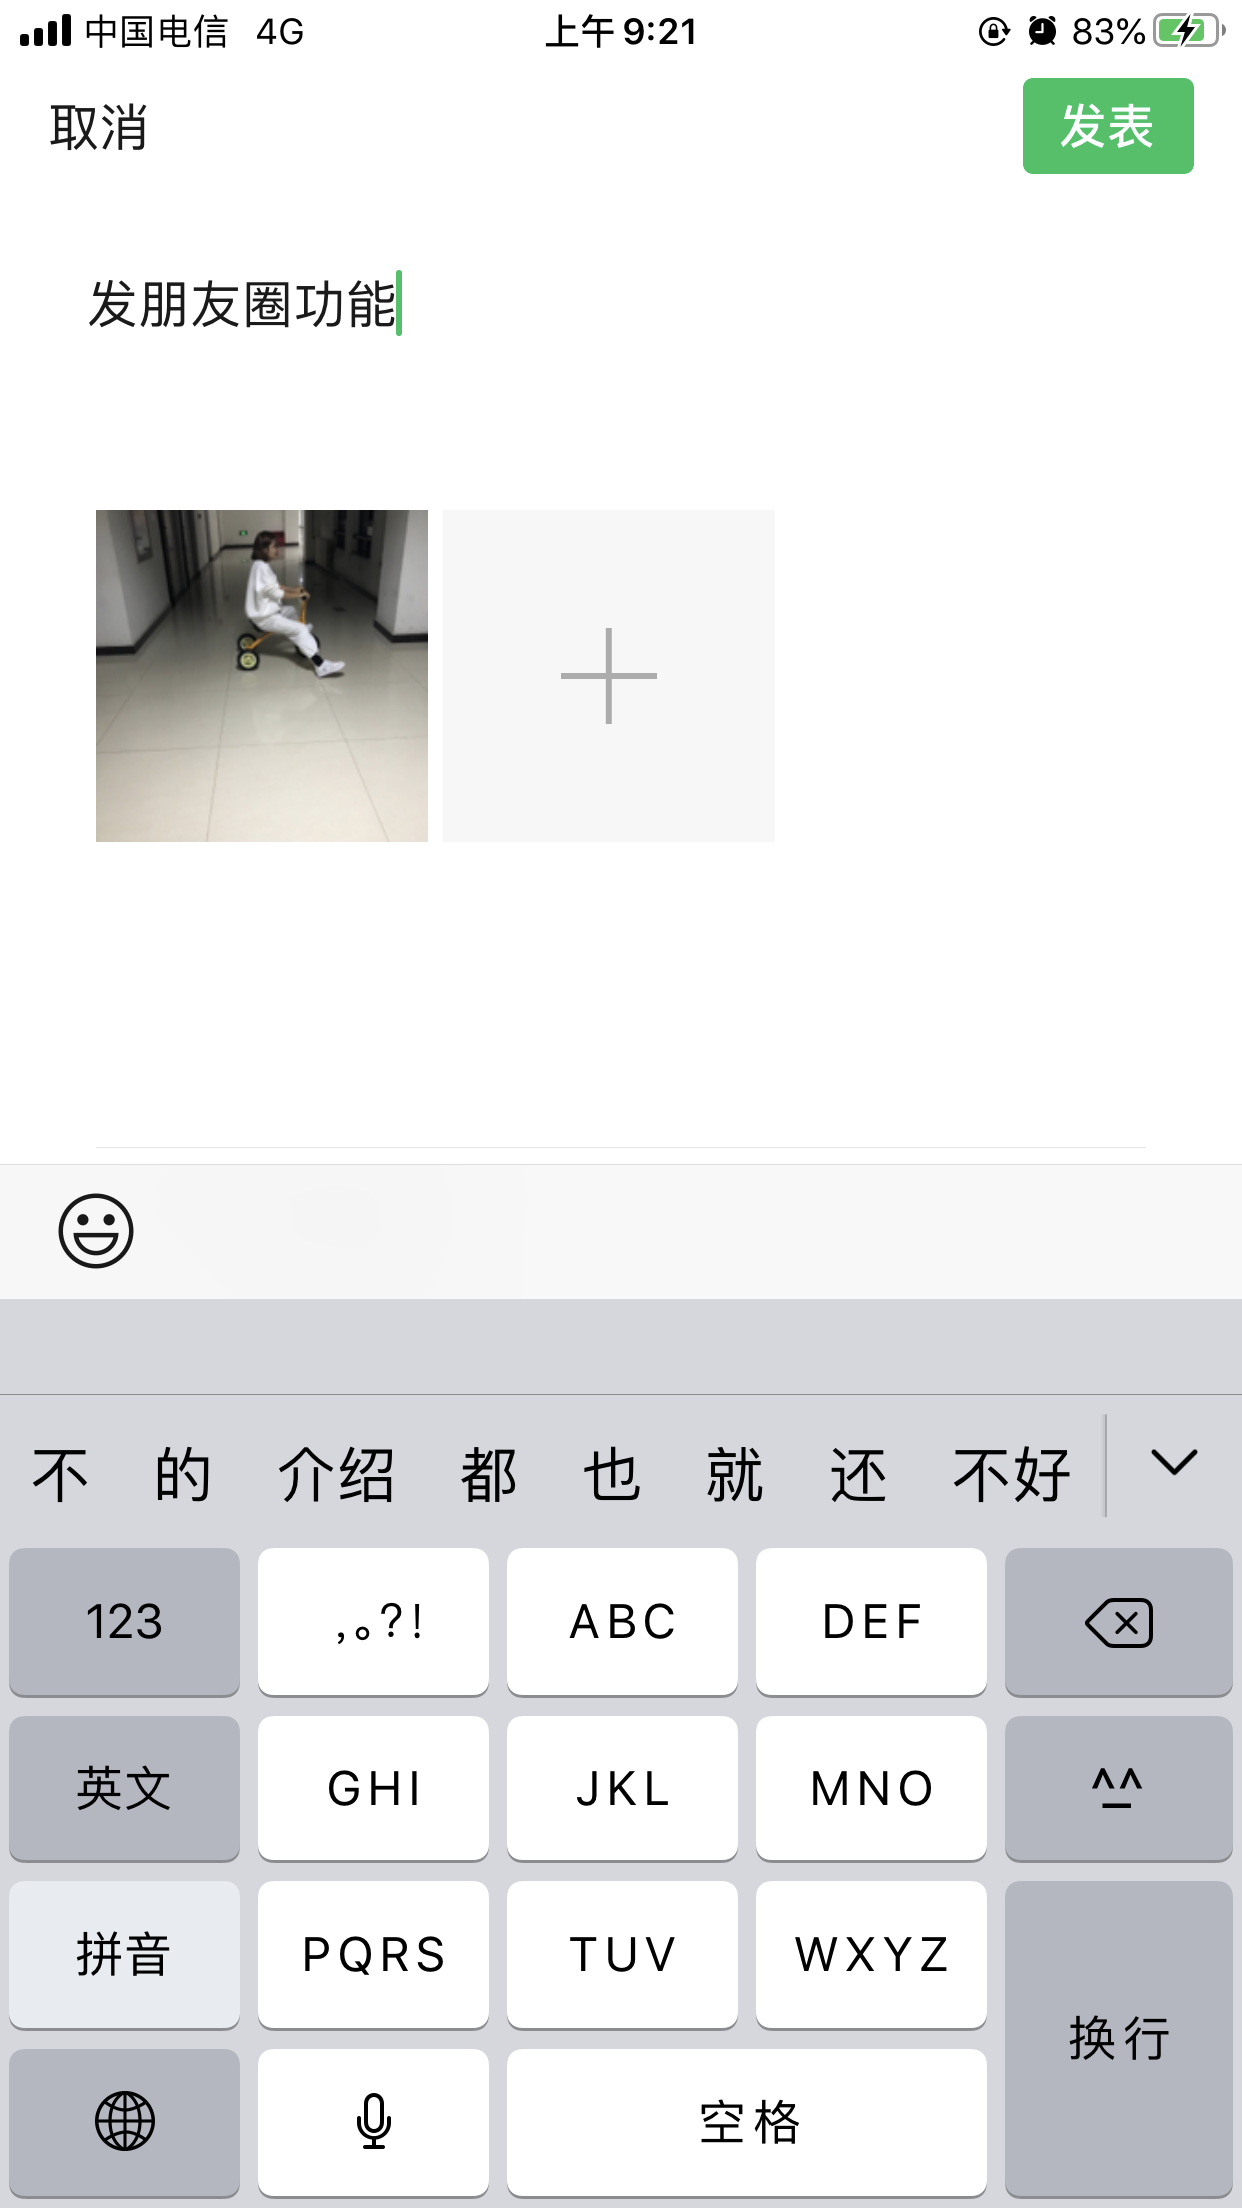 中国电信 4G 上午 9:21 83%
取消 发表
发朋友圈功能
不 的 介绍 都 也 就 还 不好
123 ,。?! ABC DEF
英文 GHI JKL MNO ^_^
拼音 PQRS TUV WXYZ
换行
空格